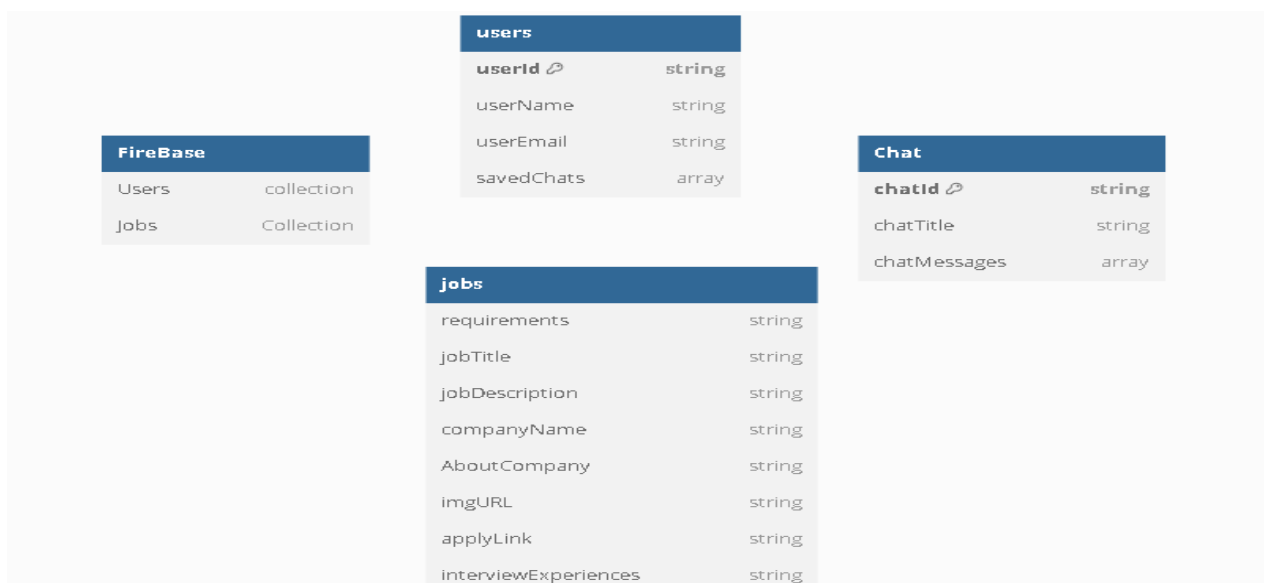 users
userId string
userName string
userEmail string
savedChats array
FireBase
Users collection
Jobs Collection
Chat
chatId string
chatTitle string
chatMessages array
jobs
requirements string
jobTitle string
jobDescription string
companyName string
AboutCompany string
imgURL string
applyLink string
interviewExperiences string